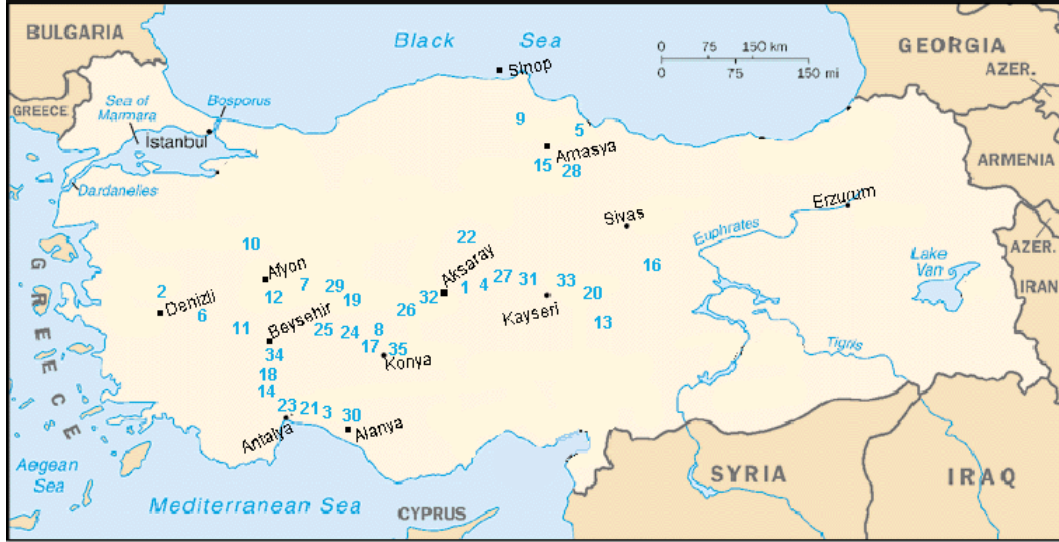 BULGARIA
Black Sea
0 75 150 km
0 75 150 mi
GEORGIA
AZER.
Sinop
GREECE
Sea of
Marmara
Bosporus
İstanbul
9
5
Amasya
15
28
ARMENIA
Dardanelles
Erzurum
Sivas
Euphrates
AZER.
10
22
Lake
Van
16
IRAN
Afyon
Aksaray
2
12
7
29
19
26
32
1
4
27
31
33
20
Denizli
6
11
Beyşehir
25
24
8
Kayseri
13
17
35
Konya
34
18
14
Tigris
23
21
3
30
Antalya
Alanya
GREECE
Aegean
Sea
Mediterranean Sea
CYPRUS
SYRIA
IRAQ